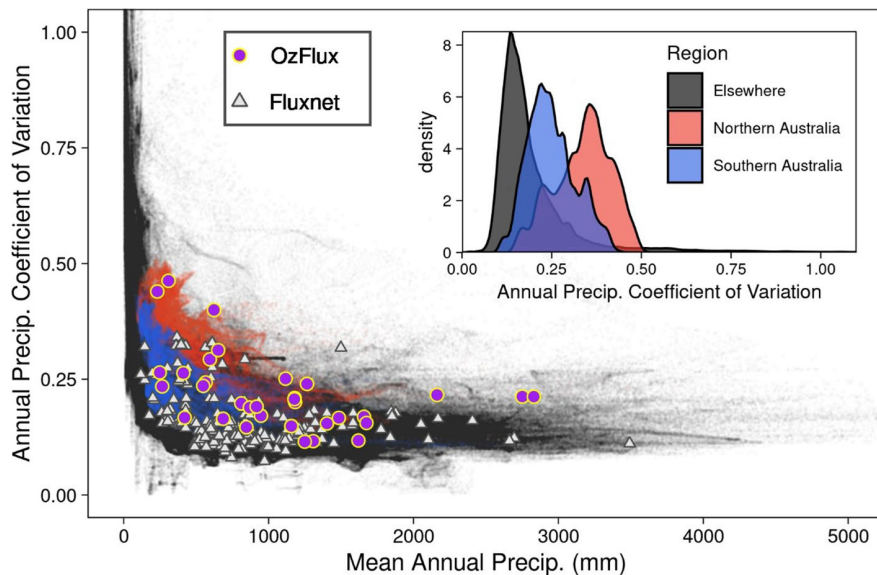 1.00
0.75
0.50
0.25
0.00
Annual Precip. Coefficient of Variation
OzFlux
Fluxnet
8
6
4
2
0
density
0.00 0.25 0.50 0.75 1.00
Annual Precip. Coefficient of Variation
Region
Elsewhere
Northern Australia
Southern Australia
0 1000 2000 3000 4000 5000
Mean Annual Precip. (mm)